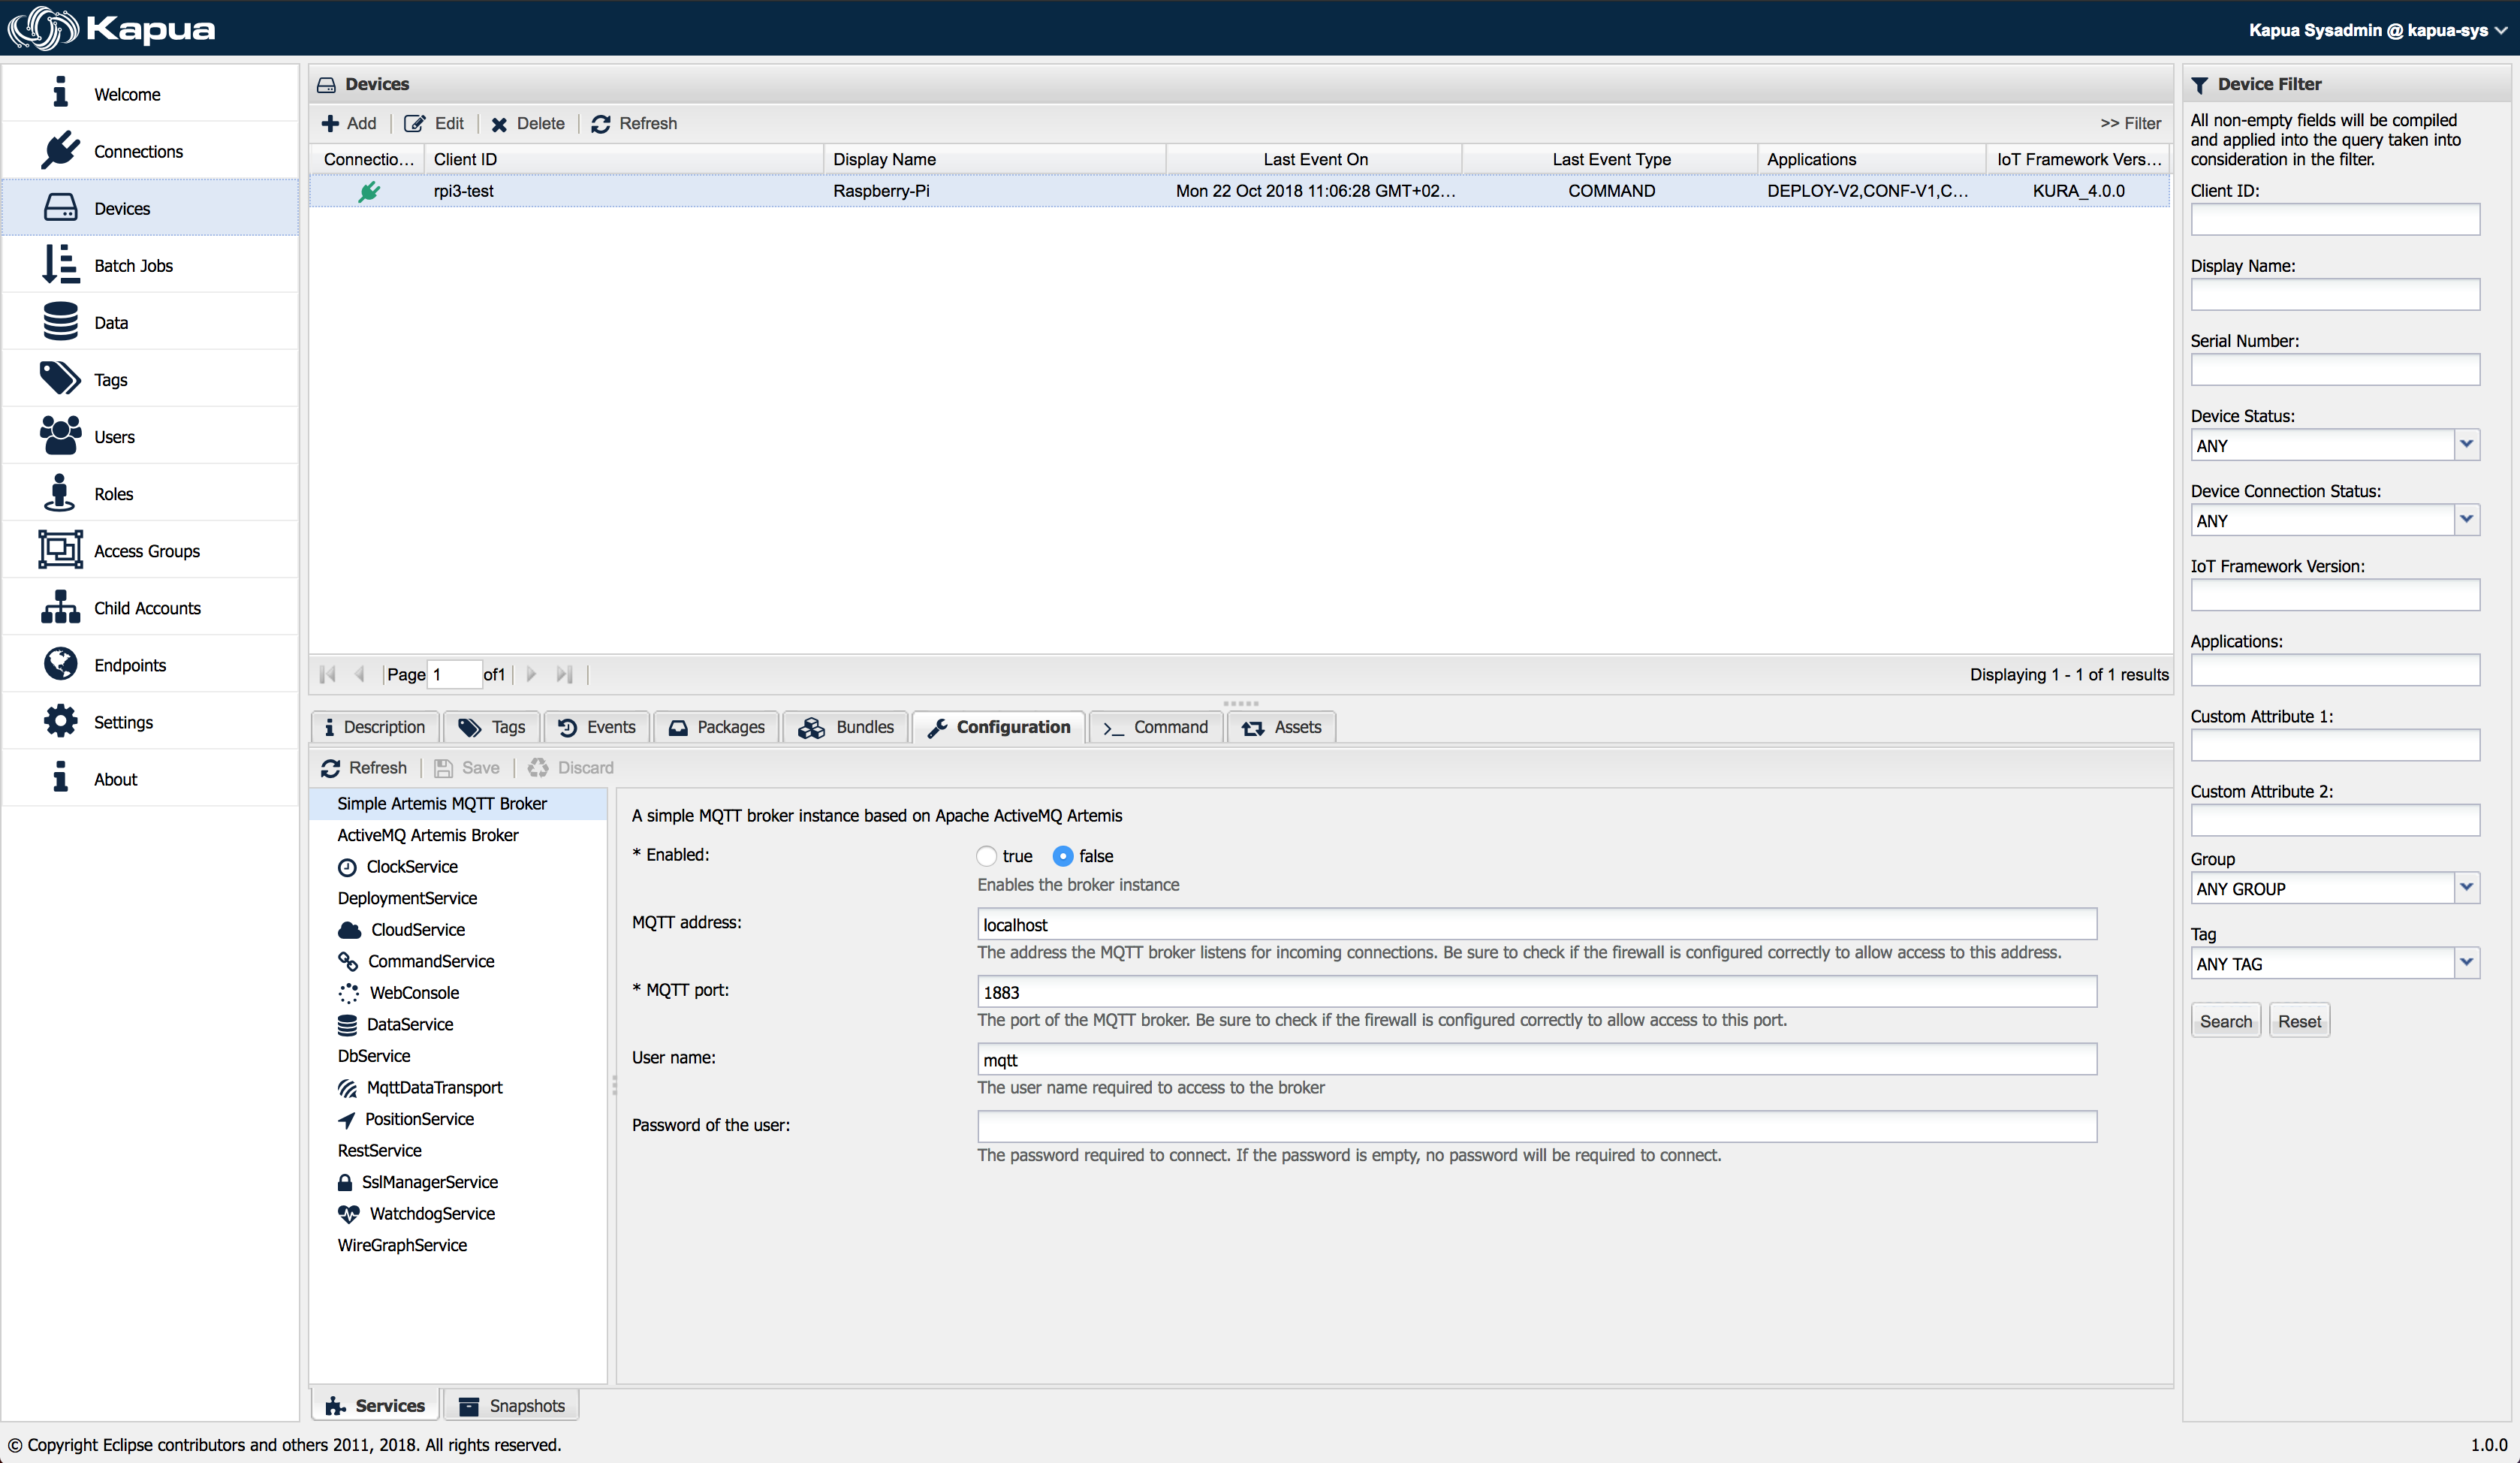 Kapua
Kapua Sysadmin @ kapua-sys
Welcome
Connections
Devices
Batch Jobs
Data
Tags
Users
Roles
Access Groups
Child Accounts
Endpoints
Settings
About
Devices
Add
Edit
Delete
Refresh
>> Filter
Connectio... Client ID Display Name Last Event On Last Event Type Applications IoT Framework Vers...
rpi3-test Raspberry-Pi Mon 22 Oct 2018 11:06:28 GMT+02... COMMAND DEPLOY-V2,CONF-V1,C... KURA_4.0.0
Page 1 of1
Displaying 1 - 1 of 1 results
Description
Tags
Events
Packages
Bundles
Configuration
Command
Assets
Refresh
Save
Discard
Simple Artemis MQTT Broker
ActiveMQ Artemis Broker
ClockService
DeploymentService
CloudService
CommandService
WebConsole
DataService
DbService
MqttDataTransport
PositionService
RestService
SslManagerService
WatchdogService
WireGraphService
A simple MQTT broker instance based on Apache ActiveMQ Artemis
* Enabled: true false
Enables the broker instance
MQTT address: localhost
The address the MQTT broker listens for incoming connections. Be sure to check if the firewall is configured correctly to allow access to this address.
* MQTT port: 1883
The port of the MQTT broker. Be sure to check if the firewall is configured correctly to allow access to this port.
User name: mqtt
The user name required to access to the broker
Password of the user:
The password required to connect. If the password is empty, no password will be required to connect.
Services
Snapshots
Device Filter
All non-empty fields will be compiled
and applied into the query taken into
consideration in the filter.
Client ID:
Display Name:
Serial Number:
Device Status:
ANY
Device Connection Status:
ANY
IoT Framework Version:
Applications:
Custom Attribute 1:
Custom Attribute 2:
Group
ANY GROUP
Tag
ANY TAG
Search
Reset
© Copyright Eclipse contributors and others 2011, 2018. All rights reserved.
1.0.0